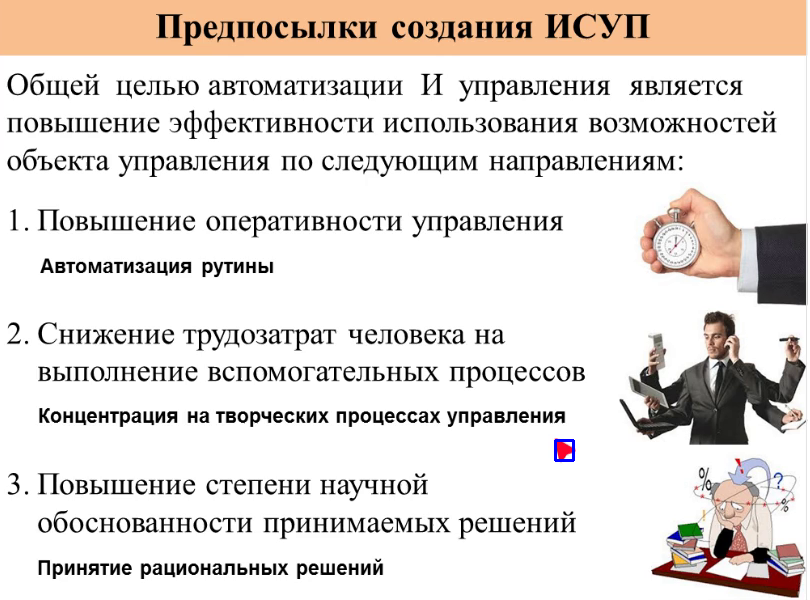 Предпосылки создания ИСУП
Общей целью автоматизации И управления является
повышение эффективности использования возможностей
объекта управления по следующим направлениям:
1. Повышение оперативности управления
Автоматизация рутины
2. Снижение трудозатрат человека на
выполнение вспомогательных процессов
Концентрация на творческих процессах управления
3. Повышение степени научной
обоснованности принимаемых решений
Принятие рациональных решений
% ? %